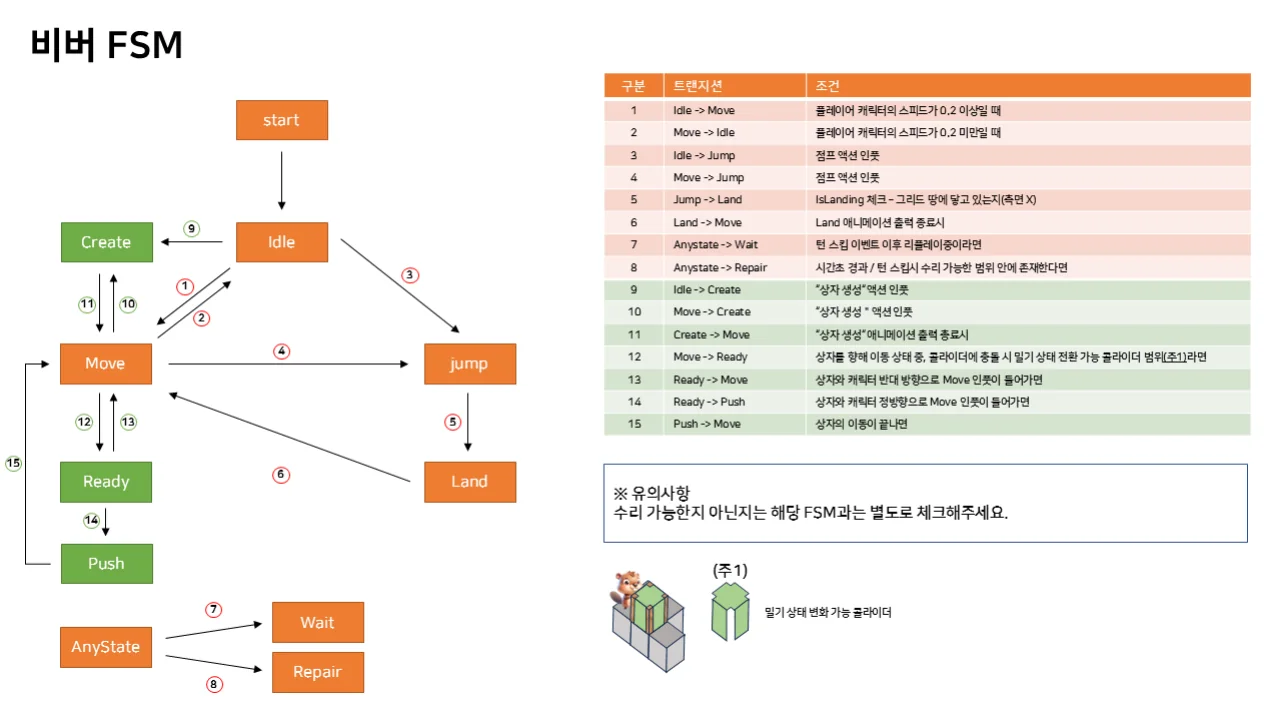 비버 FSM
start
Create
⑨
Idle
①
②
③
⑪
⑩
Move
④
jump
⑫
⑬
⑤
⑮
⑥
Ready
Land
⑭
Push
AnyState
⑦
Wait
⑧
Repair
구분 트랜지션 조건
1 Idle -> Move 플레이어 캐릭터의 스피드가 0.2 이상일 때
2 Move -> Idle 플레이어 캐릭터의 스피드가 0.2 미만일 때
3 Idle -> Jump 점프 액션 인풋
4 Move -> Jump 점프 액션 인풋
5 Jump -> Land IsLanding 체크 – 그리드 땅에 닿고 있는지(측면 X)
6 Land -> Move Land 애니메이션 출력 종료시
7 Anystate -> Wait 턴 스킵 이벤트 이후 리플레이중이라면
8 Anystate -> Repair 시간초 경과 / 턴 스킵시 수리 가능한 범위 안에 존재한다면
9 Idle -> Create “상자 생성”액션 인풋
10 Move -> Create “상자 생성 “ 액션 인풋
11 Create -> Move “상자 생성”애니메이션 출력 종료시
12 Move -> Ready 상자를 향해 이동 상태 중, 콜라이더에 충돌 시 밀기 상태 전환 가능 콜라이더 범위(주1)라면
13 Ready -> Move 상자와 캐릭터 반대 방향으로 Move 인풋이 들어가면
14 Ready -> Push 상자와 캐릭터 정방향으로 Move 인풋이 들어가면
15 Push -> Move 상자의 이동이 끝나면
※ 유의사항
수리 가능한지 아닌지는 해당 FSM과는 별도로 체크해주세요.
(주1)
밀기 상태 변화 가능 콜라이더